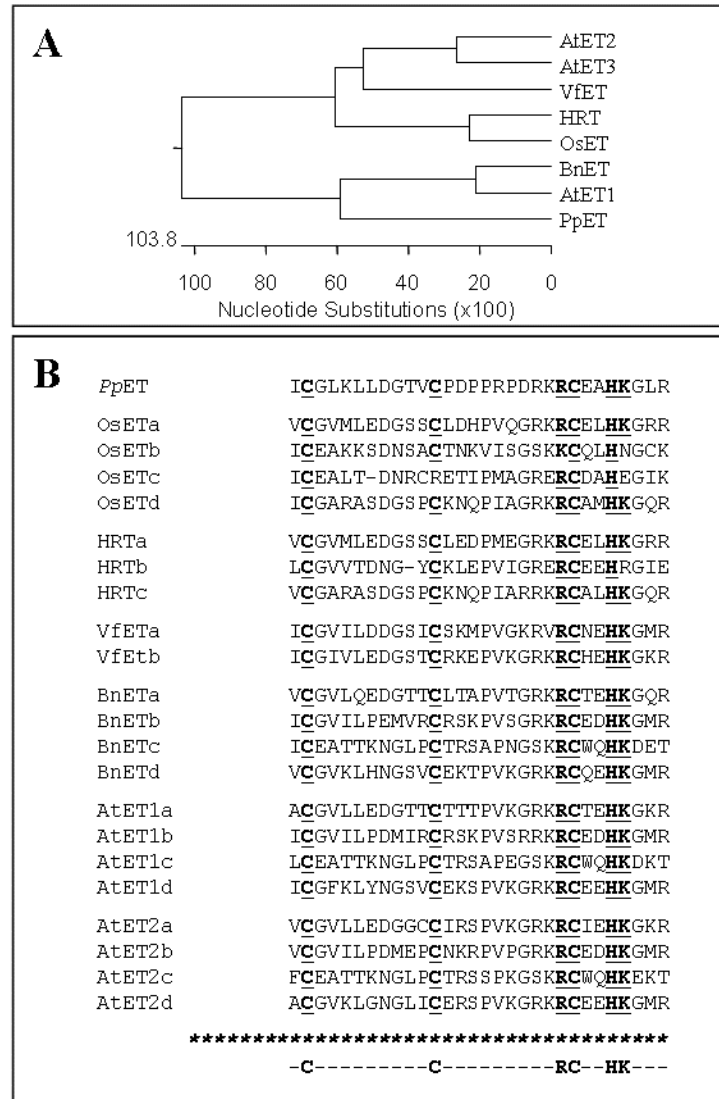 A
AtET2
AtET3
VfET
HRT
OsET
BnET
AtET1
PpET
103.8
100 80 60 40 20 0
Nucleotide Substitutions (x100)
B
PpET ICGLKLLDGTVCPDPPRPDRKRCEAHKGLR
OsETa VCGVMLEDGSSCLDHPVQGRKRCELHKGRR
OsETb ICEAKKSDNSACTNKVISGSKKCQLHNGCK
OsETc ICEALT-DNRCRETIPMAGRERCDAHEGIK
OsETd ICGARASDGSPCKNQPIAGRKRCAMHKGQR
HRTa VCGVMLEDGSSCLEDPMEGRKRCELHKGRR
HRTb LCGVVTDNG-YCKLEPVIGRERCEEHRGIE
HRTc VCGARASDGSPCKNQPIARRKRCALHKGQR
VfETa ICGVILDDGSICSKMPVGKRVRCNEHKGMR
VfEtb ICGIVLEDGSTCRKEPVKGRKRCHEHKGKR
BnETa VCGVLQEDGTTCLTAPVTGRKRCTEHKGQR
BnETb ICGVILPEMVRCRSKPVSGRKRCEDHKGMR
BnETc ICEATTKNGLPCTRSAPNGSKRCWQHKDET
BnETd VCGVKLHNGSVCEKTPVKGRKRCQEHKGMR
AtET1a ACGVLLEDGTTCTTTPVKGRKRCTEHKGKR
AtET1b ICGVILPDMIRCRSKPVSRRKRCEDHKGMR
AtET1c LCEATTKNGLPCTRSAPEGSKRCWQHKDKT
AtET1d ICGFKLYNGSVCEKSPVKGRKRCEEHKGMR
AtET2a VCGVLLEDGGCCIRSPVKGRKRCIEHKGKR
AtET2b VCGVILPDMEPCNKRPVPGRKRCEDHKGMR
AtET2c FCEATTKNGLPCTRSSPKGSKRCWQHKEKT
AtET2d ACGVKLGNGLICERSPVKGRKRCEEHKGMR
**************************************
-C---------C---------RC--HK---